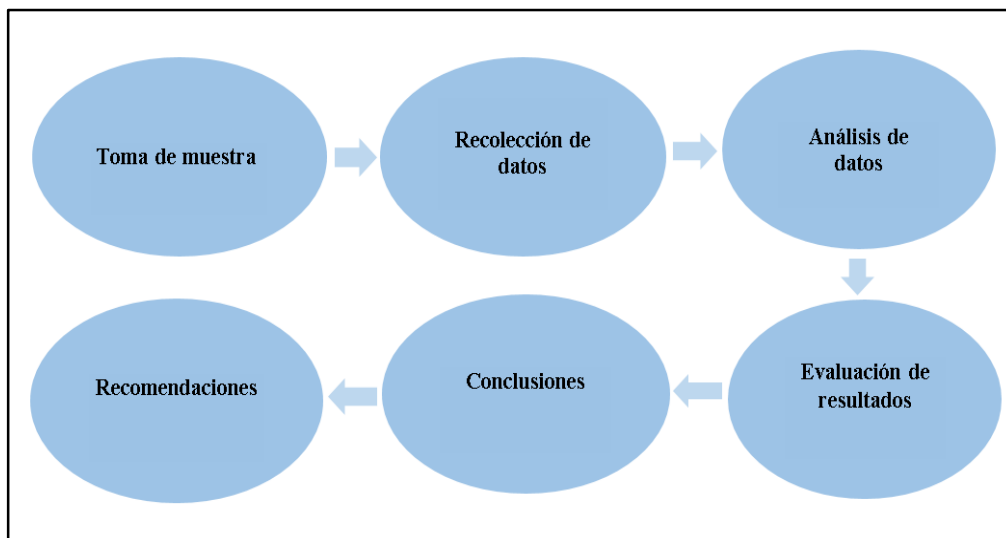 Toma de muestra
Recolección de
datos
Análisis de
datos
Evaluación de
resultados
Conclusiones
Recomendaciones